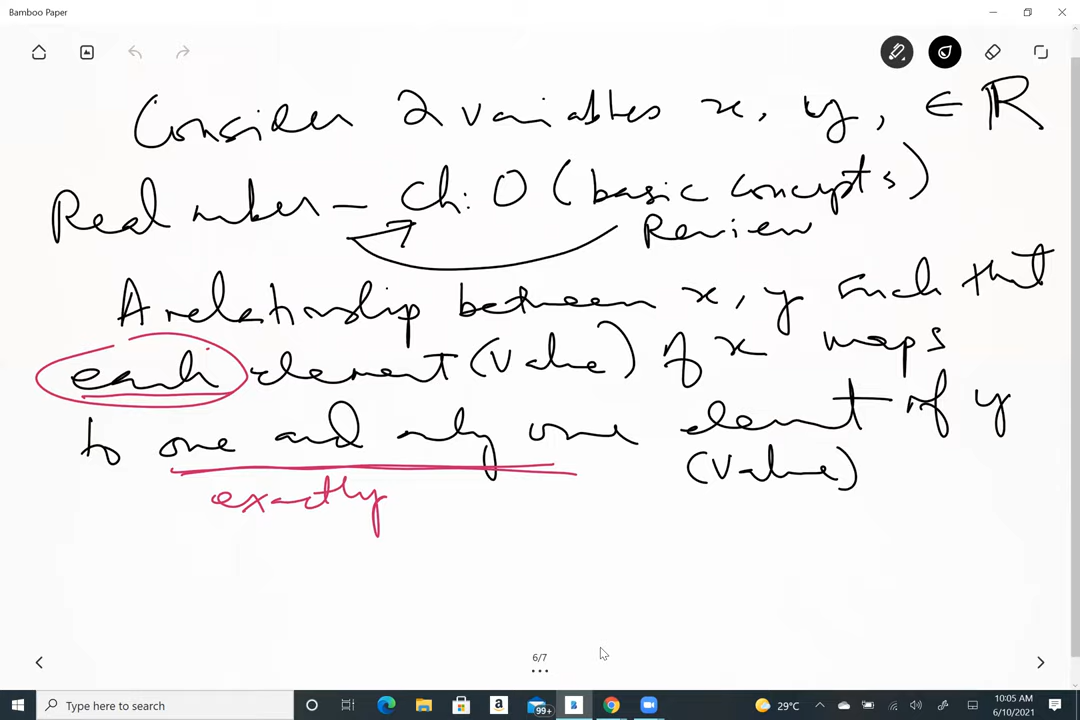 Bamboo Paper
Consider 2 variables x, y, ∈ ℝ
Real number - Ch: 0 (basic concepts)
Review
A relationship between x, y such that
each element (Value) of x maps
to one and only one element of y
(Value)
exactly
6/7
Type here to search
99+
29°C
10:05 AM
6/10/2021